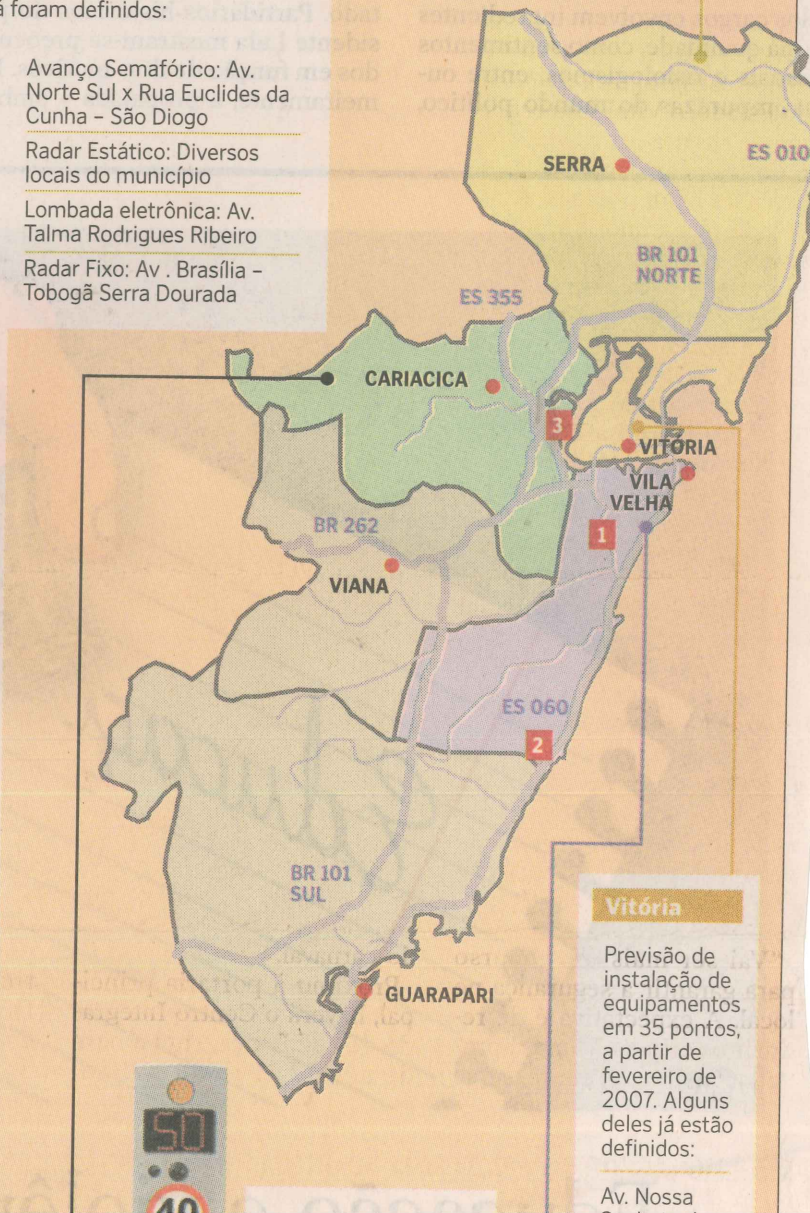 á foram definidos:
Avanço Semafórico: Av.
Norte Sul x Rua Euclides da
Cunha – São Diogo
Radar Estático: Diversos
locais do município
Lombada eletrônica: Av.
Talma Rodrigues Ribeiro
Radar Fixo: Av . Brasília –
Tobogã Serra Dourada
SERRA
ES 010
BR 101
NORTE
ES 355
CARIACICA
3
VITÓRIA
VILA
VELHA
BR 262
1
VIANA
ES 060
2
BR 101
SUL
GUARAPARI
50
40
Vitória
Previsão de
instalação de
equipamentos
em 35 pontos,
a partir de
fevereiro de
2007. Alguns
deles já estão
definidos:
Av. Nossa